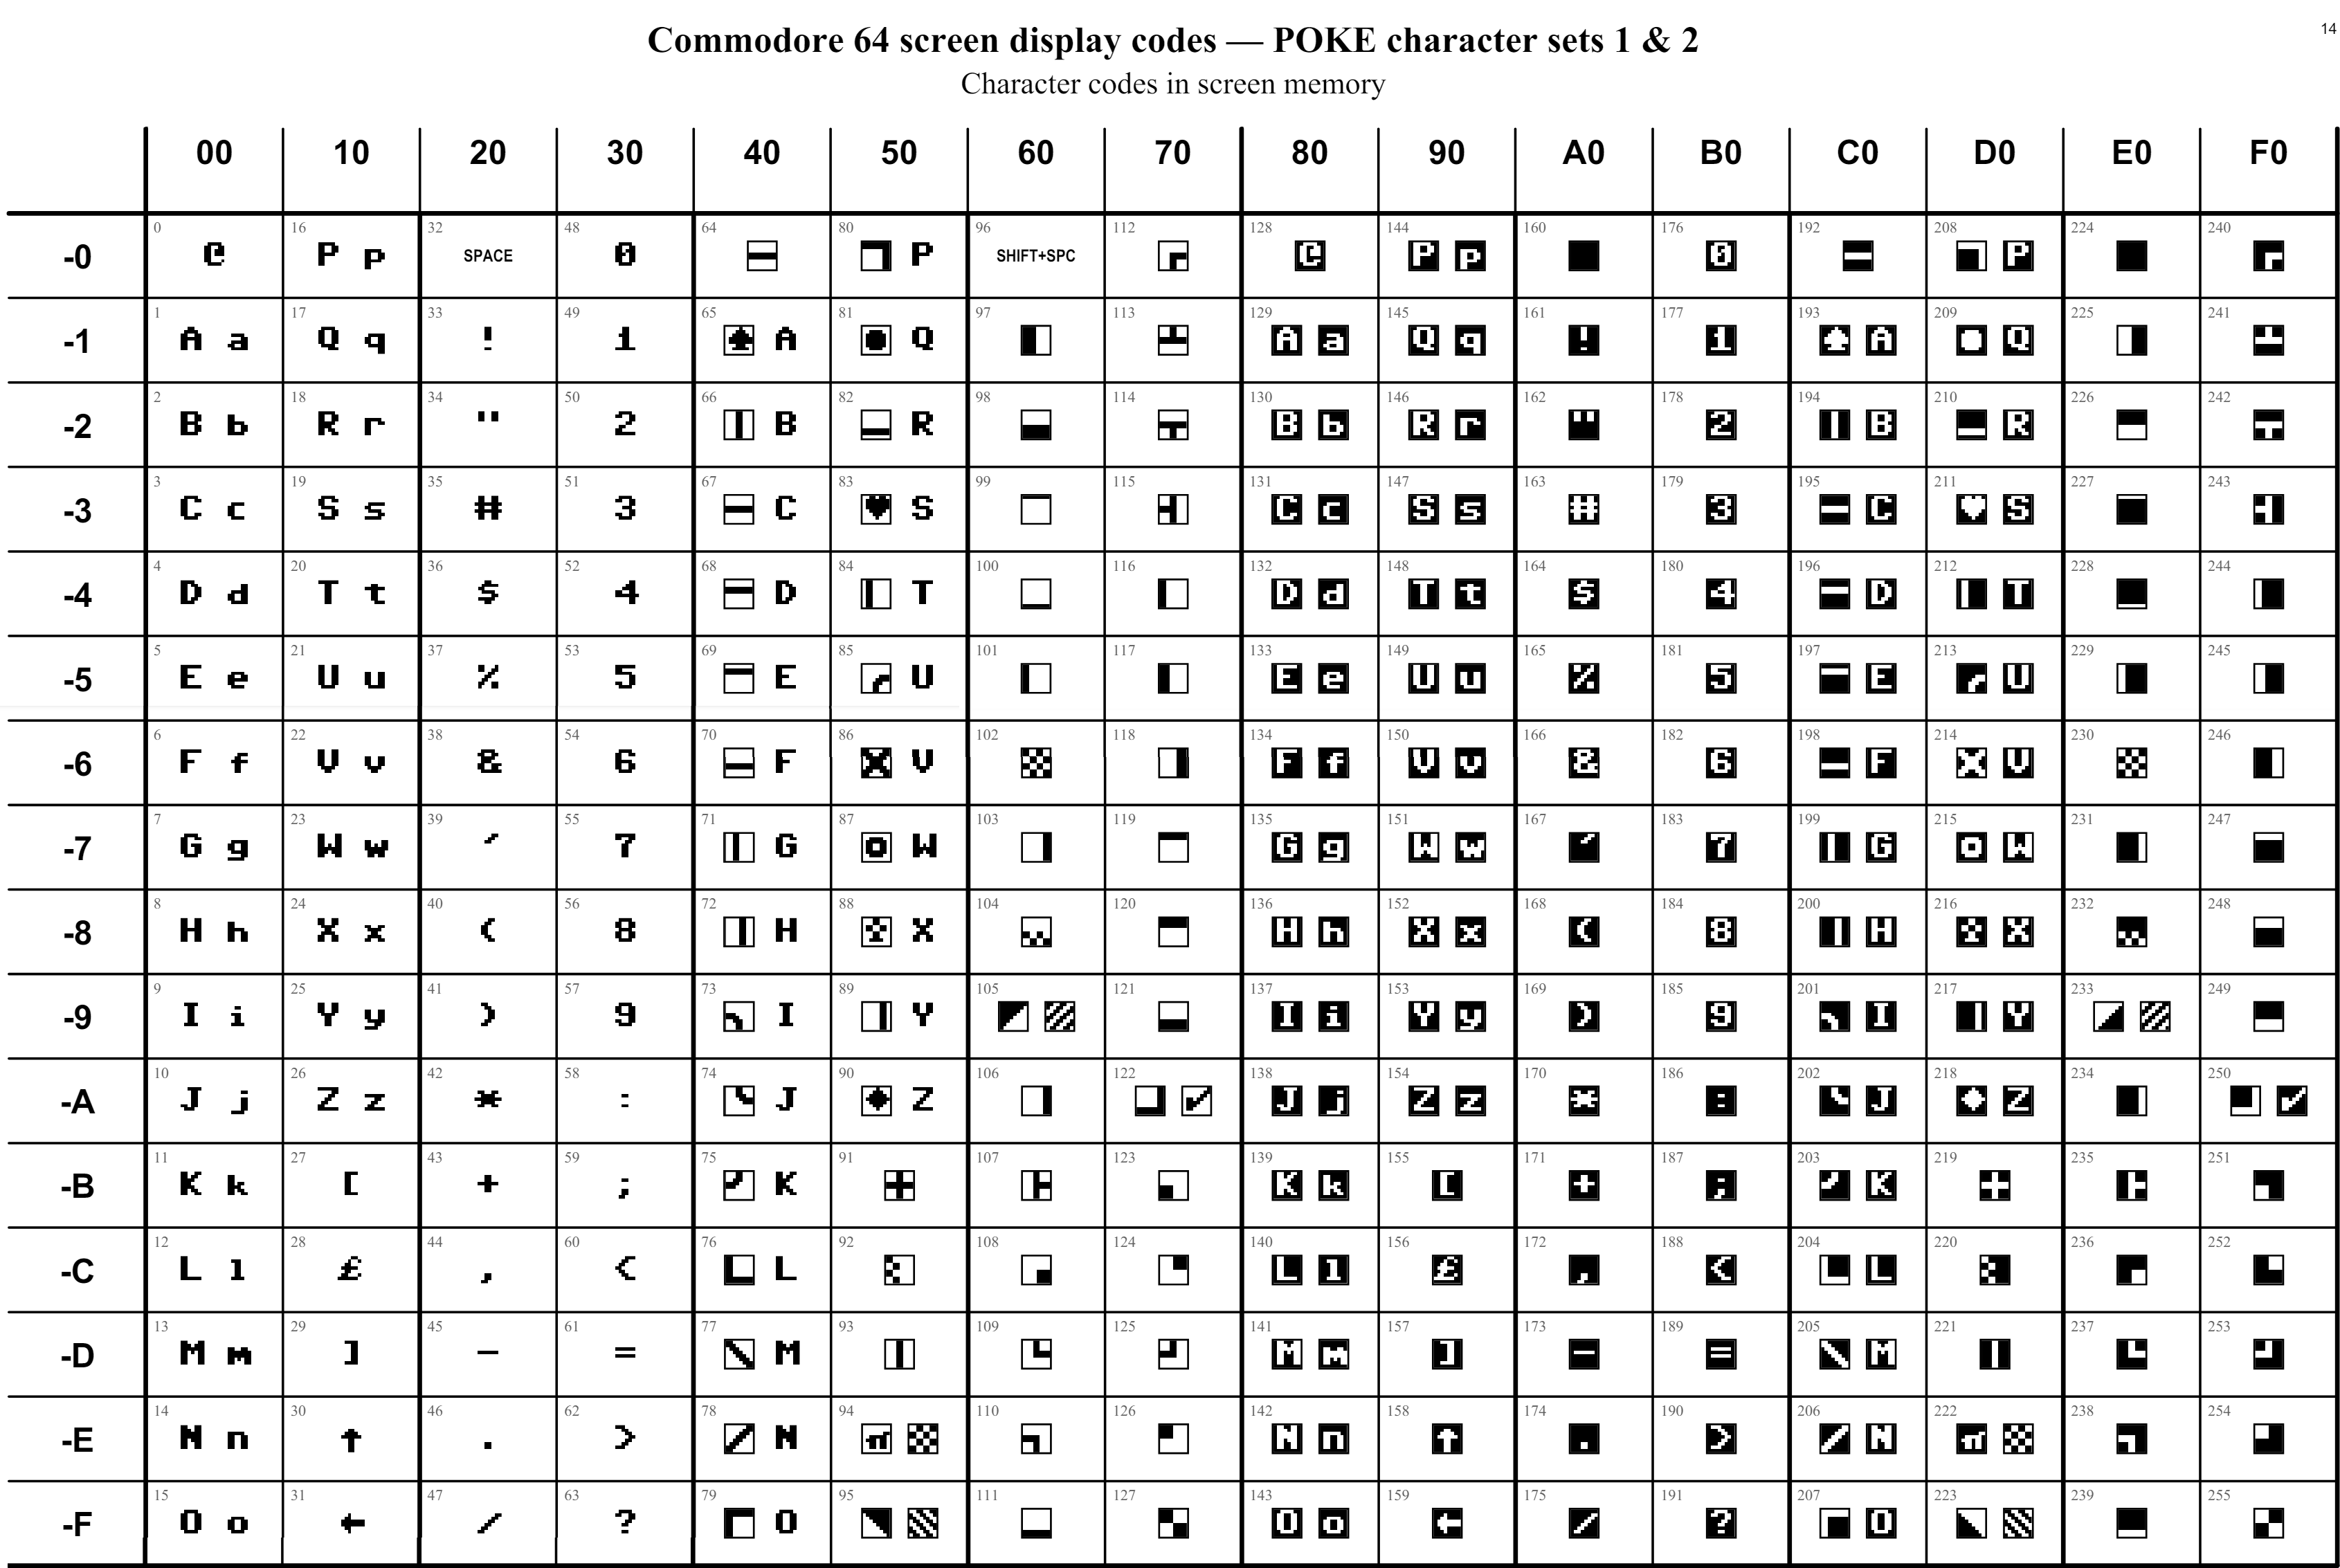 14
Commodore 64 screen display codes — POKE character sets 1 & 2
Character codes in screen memory
00 10 20 30 40 50 60 70 80 90 A0 B0 C0 D0 E0 F0
-0 0 @ 16 P p 32 SPACE 48 0 64 80 P 96 SHIFT+SPC 112 128 @ 144 P p 160 176 0 192 208 P 224 240
-1 1 A a 17 Q q 33 ! 49 1 65 ♠ A 81 ● Q 97 113 129 A a 145 Q q 161 ! 177 1 193 ♠ A 209 ● Q 225 241
-2 2 B b 18 R r 34 " 50 2 66 B 82 R 98 114 130 B b 146 R r 162 " 178 2 194 B 210 R 226 242
-3 3 C c 19 S s 35 # 51 3 67 C 83 ♥ S 99 115 131 C c 147 S s 163 # 179 3 195 C 211 ♥ S 227 243
-4 4 D d 20 T t 36 $ 52 4 68 D 84 T 100 116 132 D d 148 T t 164 $ 180 4 196 D 212 T 228 244
-5 5 E e 21 U u 37 % 53 5 69 E 85 U 101 117 133 E e 149 U u 165 % 181 5 197 E 213 U 229 245
-6 6 F f 22 V v 38 & 54 6 70 F 86 V 102 118 134 F f 150 V v 166 & 182 6 198 F 214 V 230 246
-7 7 G g 23 W w 39 ' 55 7 71 G 87 W 103 119 135 G g 151 W w 167 ' 183 7 199 G 215 W 231 247
-8 8 H h 24 X x 40 ( 56 8 72 H 88 ♣ X 104 120 136 H h 152 X x 168 ( 184 8 200 H 216 ♣ X 232 248
-9 9 I i 25 Y y 41 ) 57 9 73 I 89 Y 105 121 137 I i 153 Y y 169 ) 185 9 201 I 217 Y 233 249
-A 10 J j 26 Z z 42 * 58 : 74 J 90 ♦ Z 106 122 ✓ 138 J j 154 Z z 170 * 186 : 202 J 218 ♦ Z 234 250 ✓
-B 11 K k 27 [ 43 + 59 ; 75 K 91 107 123 139 K k 155 [ 171 + 187 ; 203 K 219 235 251
-C 12 L l 28 £ 44 , 60 < 76 L 92 108 124 140 L l 156 £ 172 , 188 < 204 L 220 236 252
-D 13 M m 29 ] 45 - 61 = 77 M 93 109 125 141 M m 157 ] 173 - 189 = 205 M 221 237 253
-E 14 N n 30 ↑ 46 . 62 > 78 N 94 π 110 126 142 N n 158 ↑ 174 . 190 > 206 N 222 π 238 254
-F 15 O o 31 ← 47 / 63 ? 79 O 95 111 127 143 O o 159 ← 175 / 191 ? 207 O 223 239 255